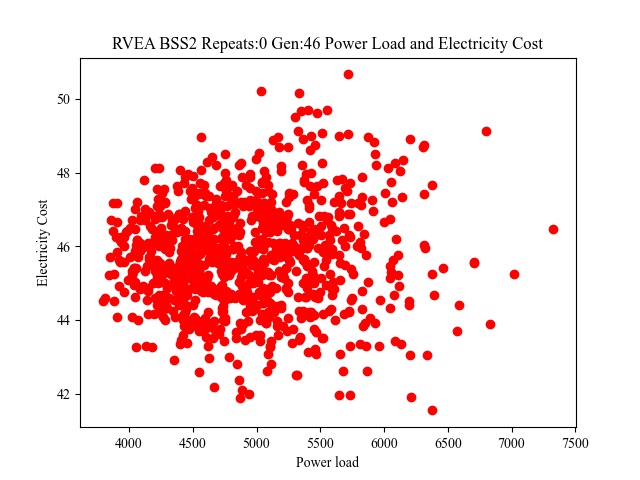 RVEA BSS2 Repeats:0 Gen:46 Power Load and Electricity Cost
50
48
46
44
42
Electricity Cost
4000 4500 5000 5500 6000 6500 7000 7500
Power load